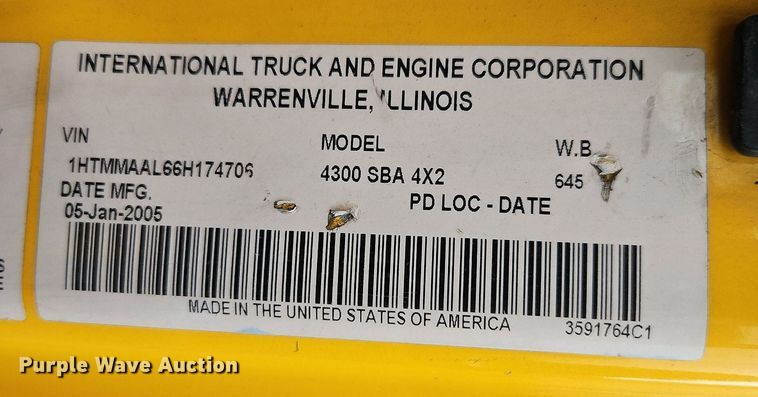 INTERNATIONAL TRUCK AND ENGINE CORPORATION
WARRENVILLE, ILLINOIS
VIN MODEL W.B
1HTMMAAL66H174706 4300 SBA 4X2 645
DATE MFG. PD LOC - DATE
05-Jan-2005
MADE IN THE UNITED STATES OF AMERICA 3591764C1
Purple Wave Auction